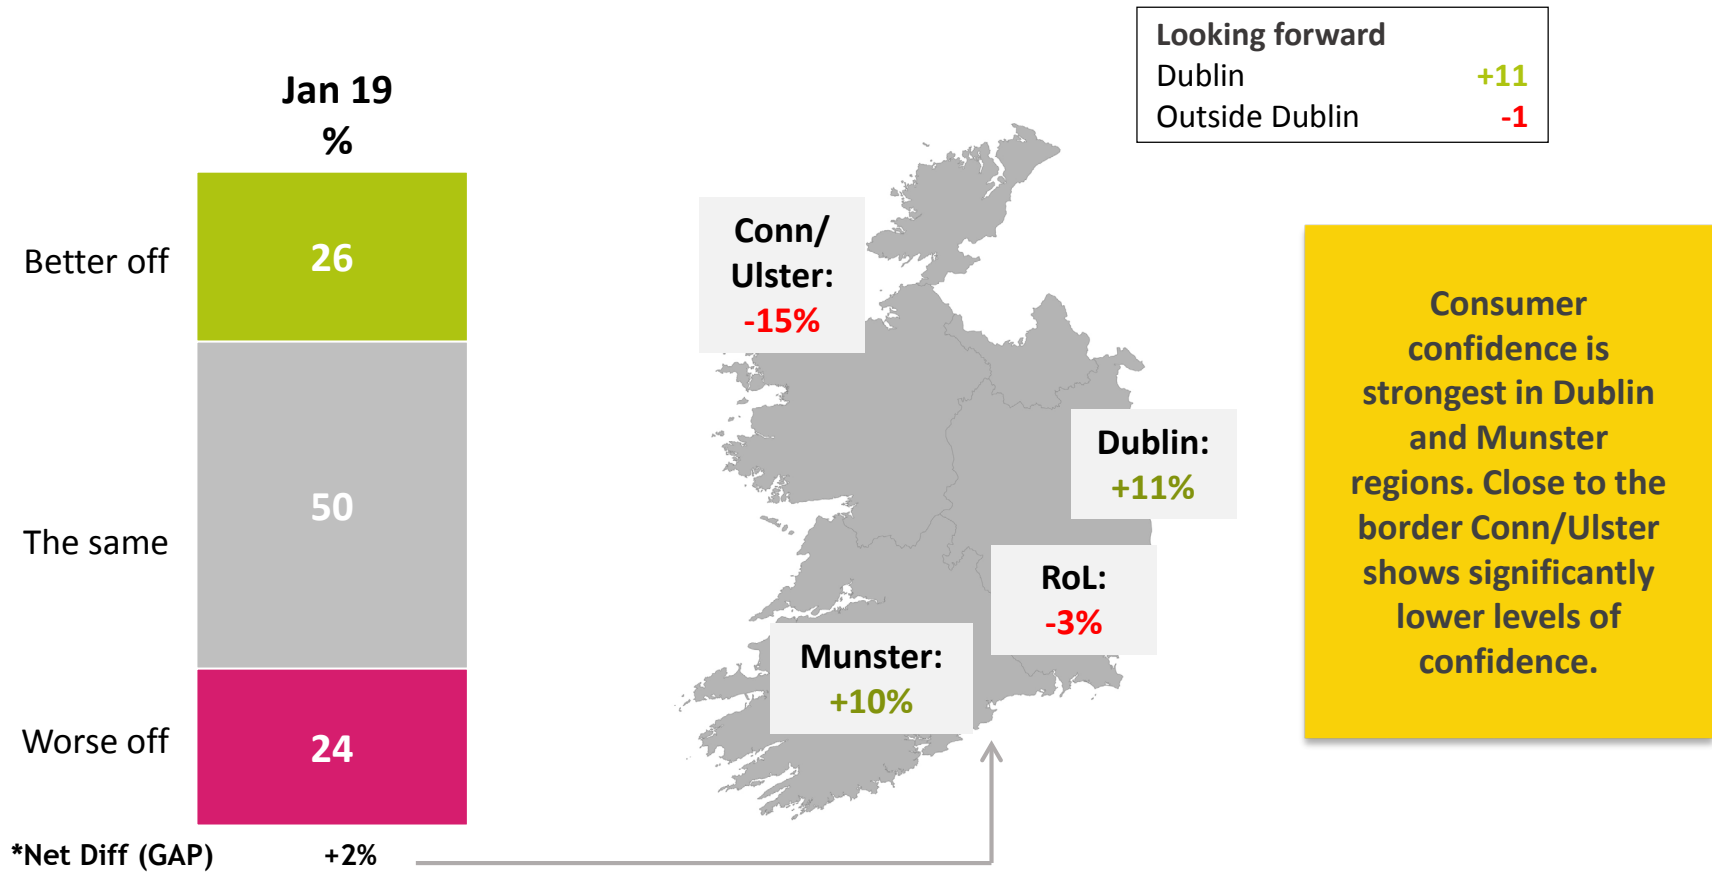 Looking forward
Dublin +11
Outside Dublin -1
Jan 19
%
Better off 26
The same 50
Worse off 24
*Net Diff (GAP) +2%
Conn/
Ulster:
-15%
Dublin:
+11%
RoL:
-3%
Munster:
+10%
Consumer
confidence is
strongest in Dublin
and Munster
regions. Close to the
border Conn/Ulster
shows significantly
lower levels of
confidence.